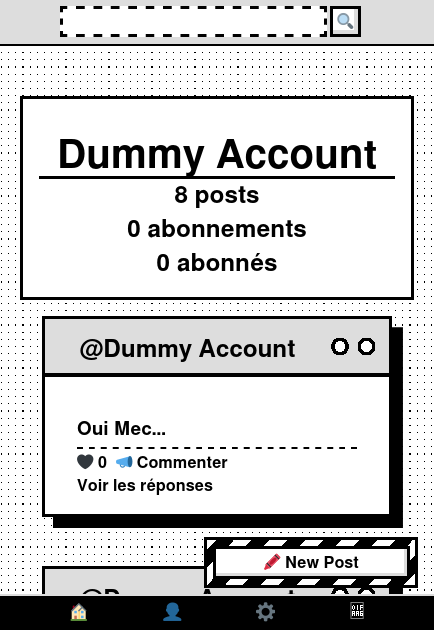 Dummy Account
8 posts
0 abonnements
0 abonnés
@Dummy Account
Oui Mec...
0 Commenter
Voir les réponses
New Post